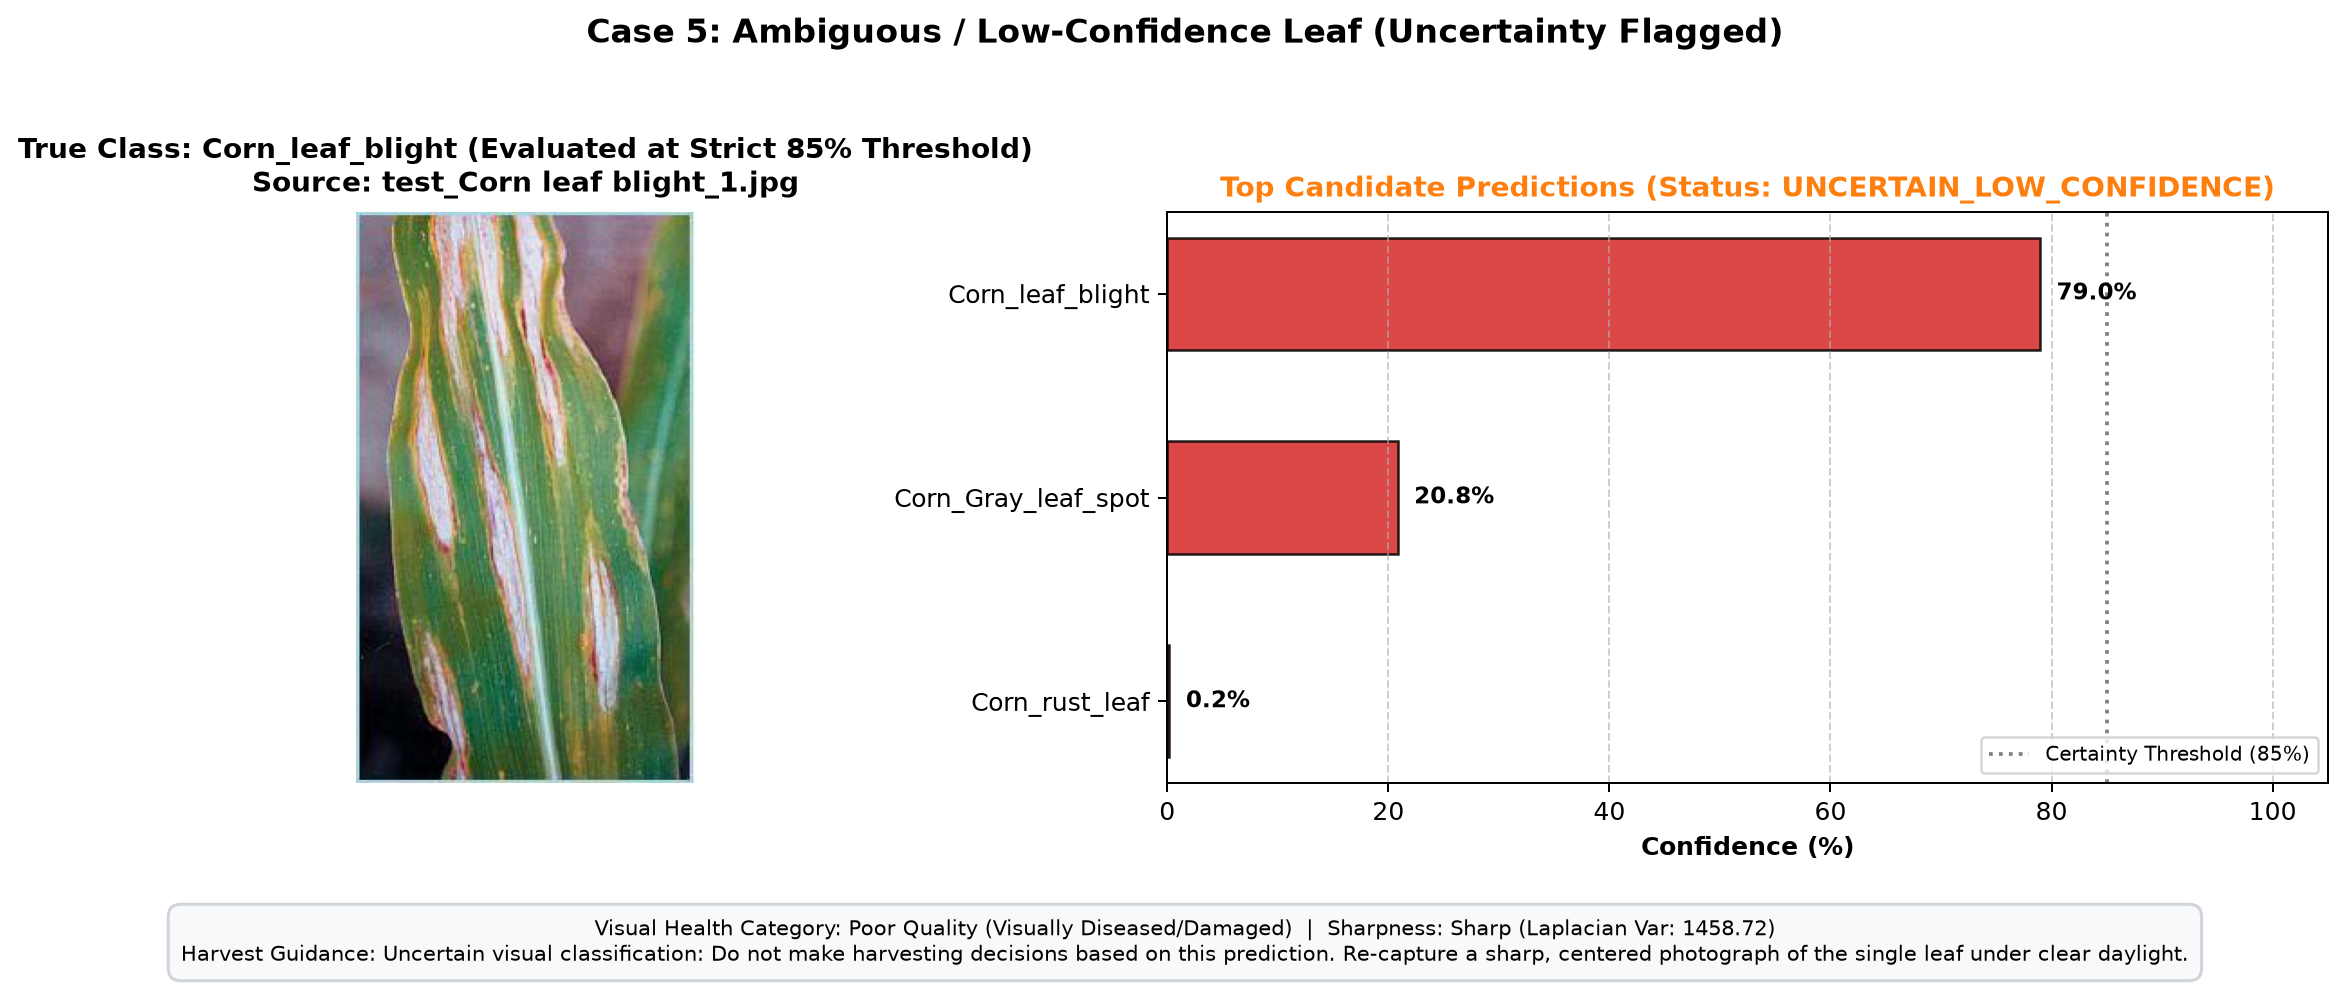 Case 5: Ambiguous / Low-Confidence Leaf (Uncertainty Flagged)
True Class: Corn_leaf_blight (Evaluated at Strict 85% Threshold)
Source: test_Corn leaf blight_1.jpg
Top Candidate Predictions (Status: UNCERTAIN_LOW_CONFIDENCE)
Corn_leaf_blight
79.0%
Corn_Gray_leaf_spot
20.8%
Corn_rust_leaf
0.2%
Certainty Threshold (85%)
0 20 40 60 80 100
Confidence (%)
Visual Health Category: Poor Quality (Visually Diseased/Damaged) | Sharpness: Sharp (Laplacian Var: 1458.72)
Harvest Guidance: Uncertain visual classification: Do not make harvesting decisions based on this prediction. Re-capture a sharp, centered photograph of the single leaf under clear daylight.